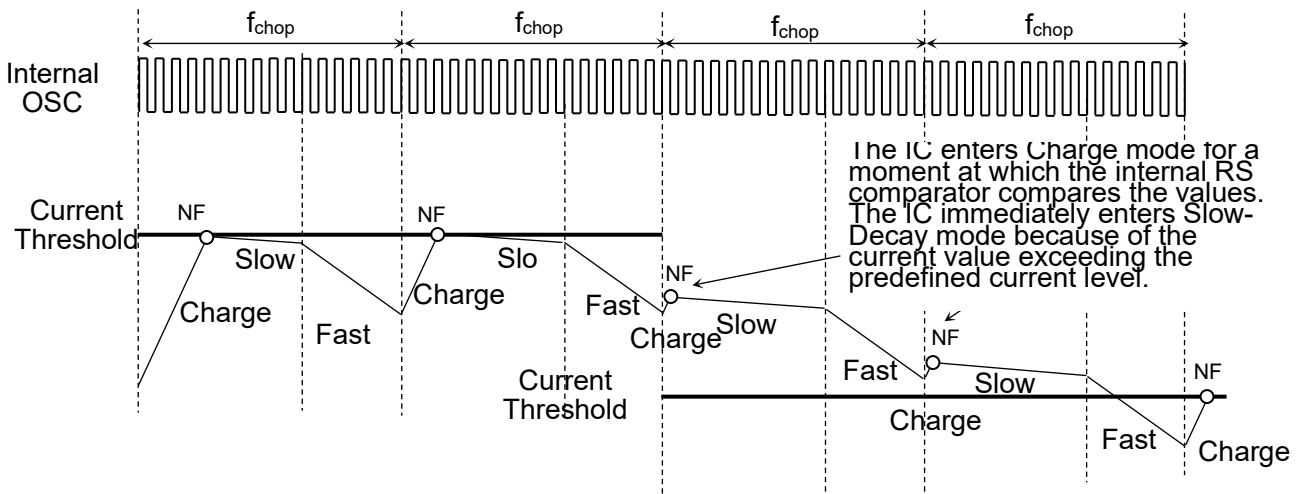 fchop
fchop
fchop
fchop
Internal
OSC
The IC enters Charge mode for a
moment at which the internal RS
comparator compares the values.
The IC immediately enters Slow-
Decay mode because of the
current value exceeding the
predefined current level.
Current
Threshold
NF
NF
NF
NF
NF
Slow
Slo
Charge
Fast
Charge
Fast
Charge
Slow
Fast
Current
Threshold
Slow
Charge
Fast
Charge